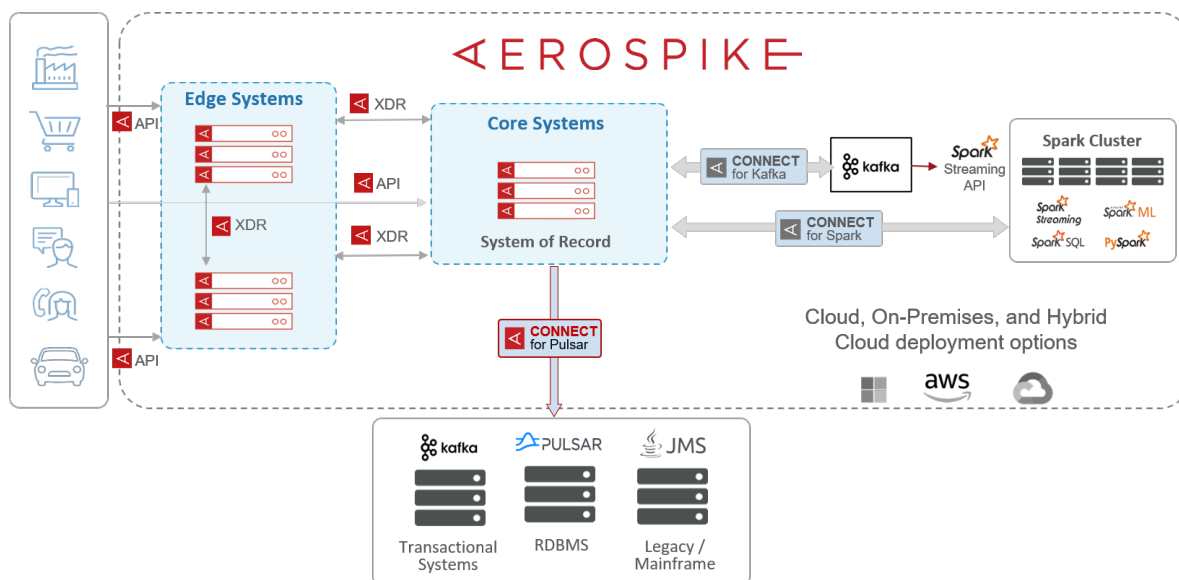 AEROSPIKE
Edge Systems
API
XDR
API
XDR
XDR
API
Core Systems
System of Record
CONNECT
for Kafka
kafka
Spark
Streaming
API
CONNECT
for Spark
Spark Cluster
Spark
Streaming
Spark ML
Spark SQL
PySpark
CONNECT
for Pulsar
Cloud, On-Premises, and Hybrid
Cloud deployment options
aws
kafka
PULSAR
JMS
Transactional
Systems
RDBMS
Legacy /
Mainframe